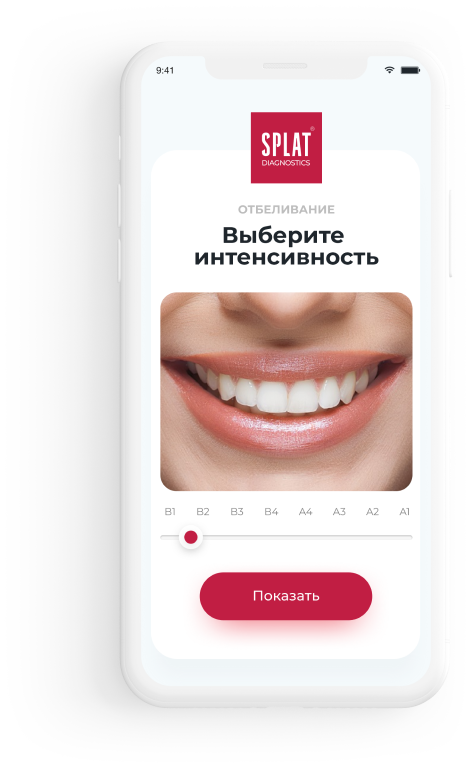 9:41
SPLAT®
DIAGNOSTICS
ОТБЕЛИВАНИЕ
Выберите
интенсивность
B1 B2 B3 B4 A4 A3 A2 A1
Показать